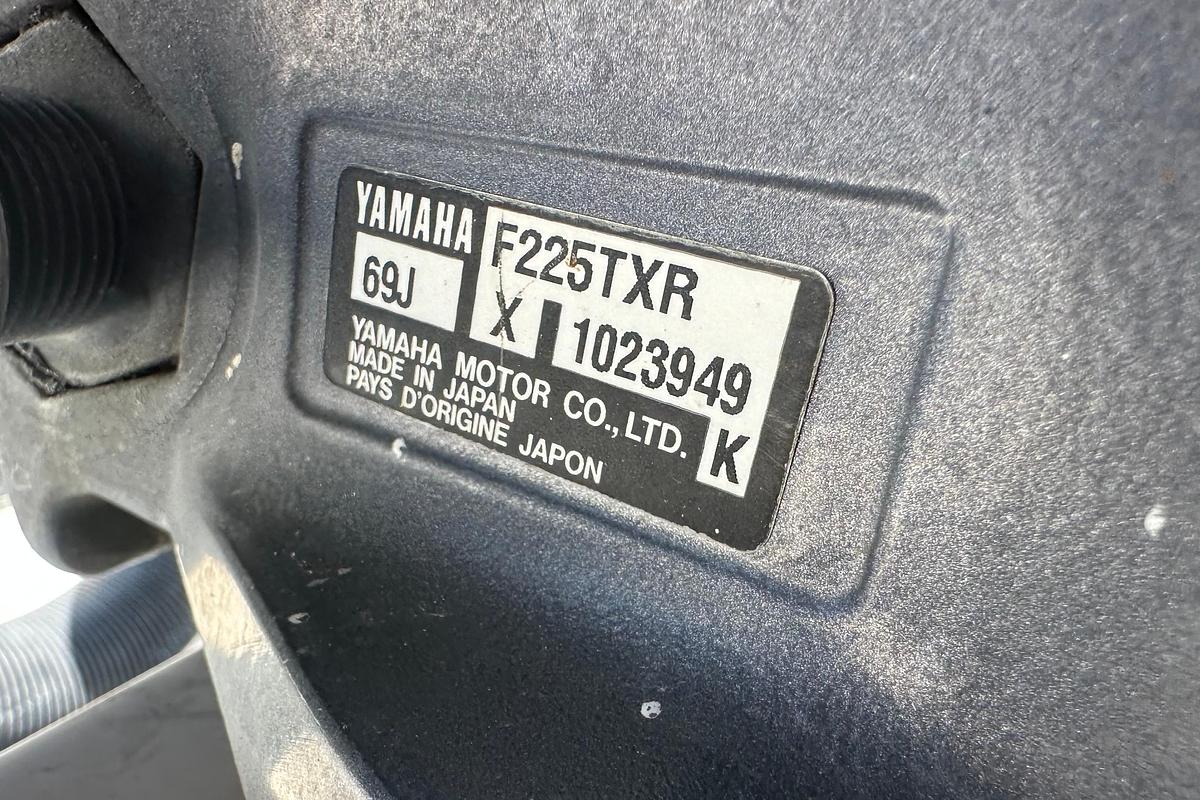 YAMAHA F225TXR
69J X 1023949
YAMAHA MOTOR CO., LTD.
MADE IN JAPAN
PAYS D'ORIGINE JAPON
K